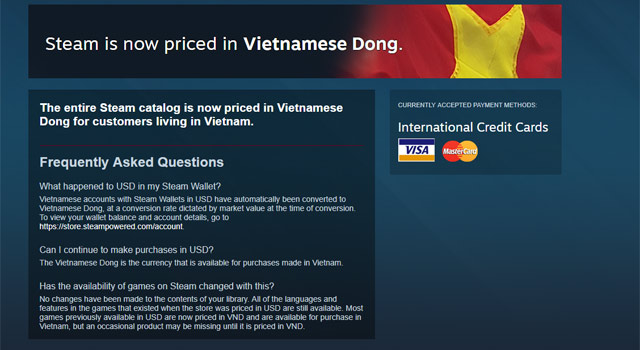 Steam is now priced in Vietnamese Dong.
The entire Steam catalog is now priced in Vietnamese
Dong for customers living in Vietnam.
Frequently Asked Questions
What happened to USD in my Steam Wallet?
Vietnamese accounts with Steam Wallets in USD have automatically been converted to
Vietnamese Dong, at a conversion rate dictated by market value at the time of conversion.
To view your wallet balance and account details, go to
https://store.steampowered.com/account.
Can I continue to make purchases in USD?
The Vietnamese Dong is the currency that is available for purchases made in Vietnam.
Has the availability of games on Steam changed with this?
No changes have been made to the contents of your library. All of the languages and
features in the games that existed when the store was priced in USD are still available. Most
games previously available in USD are now priced in VND and are available for purchase in
Vietnam, but an occasional product may be missing until it is priced in VND.
CURRENTLY ACCEPTED PAYMENT METHODS:
International Credit Cards
VISA MasterCard